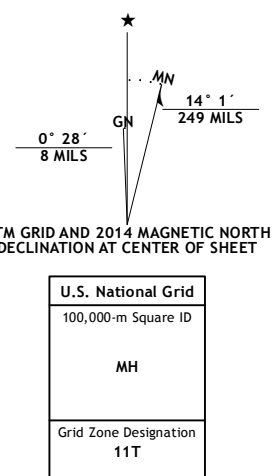 ★
MN
GN
0° 28´
8 MILS
14° 1´
249 MILS
TM GRID AND 2014 MAGNETIC NORTH
DECLINATION AT CENTER OF SHEET
U.S. National Grid
100,000-m Square ID
MH
Grid Zone Designation
11T